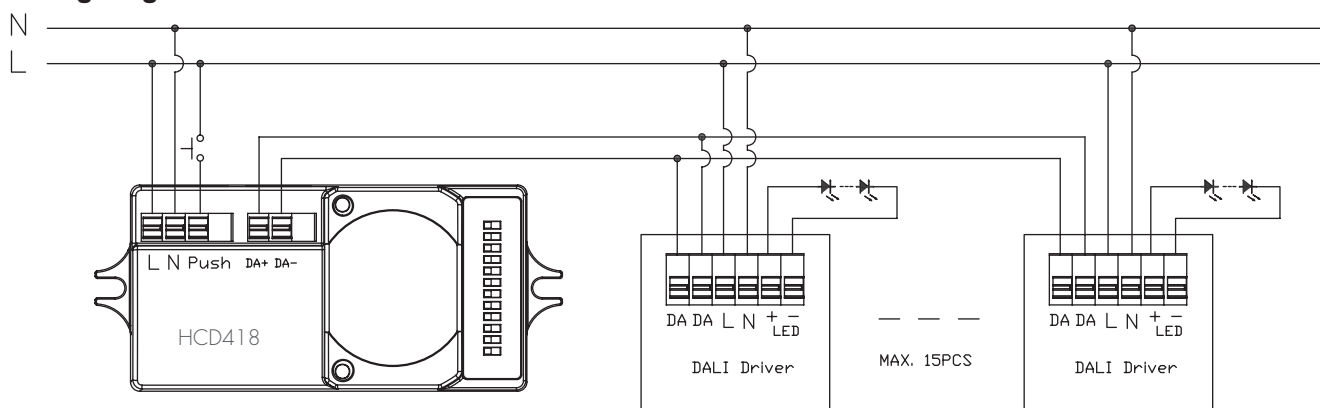 N
L
L N Push DA+ DA-
HCD418
DA DA L N + -
LED
DALI Driver
MAX. 15PCS
DA DA L N + -
LED
DALI Driver